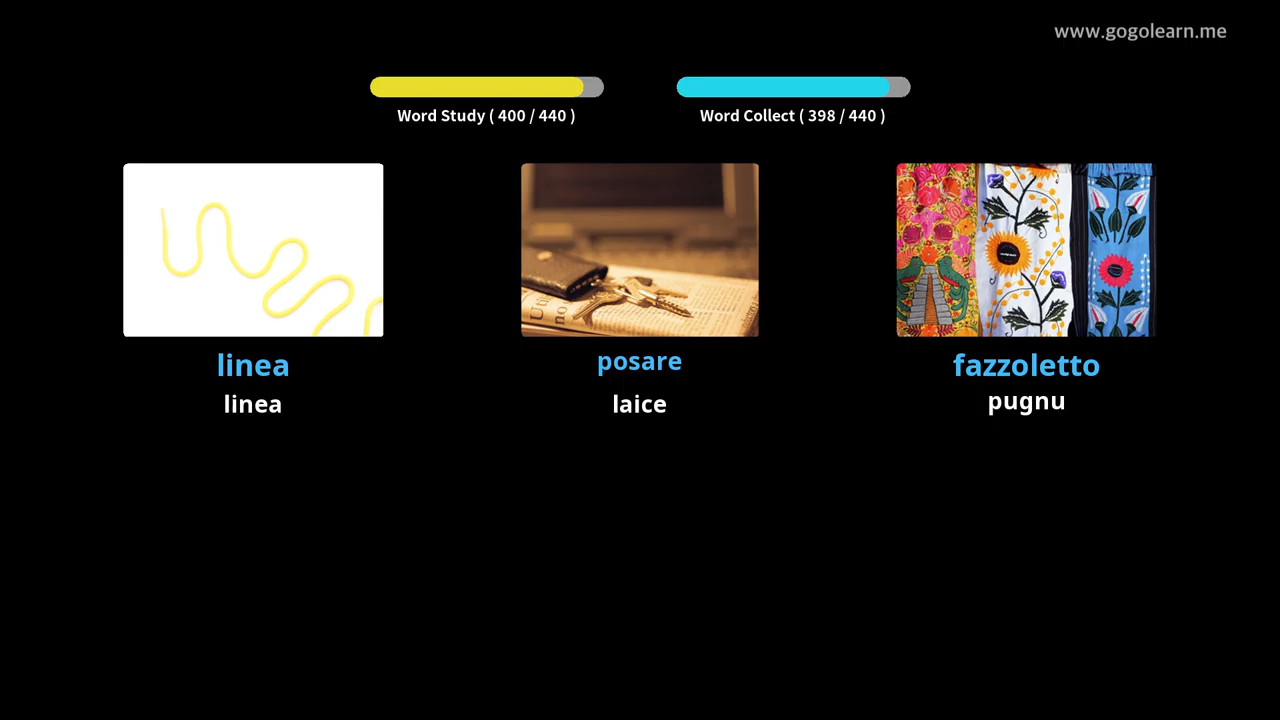 www.gogolearn.me
Word Study ( 400 / 440 )
Word Collect ( 398 / 440 )
linea
posare
fazzoletto
linea
laice
pugnu